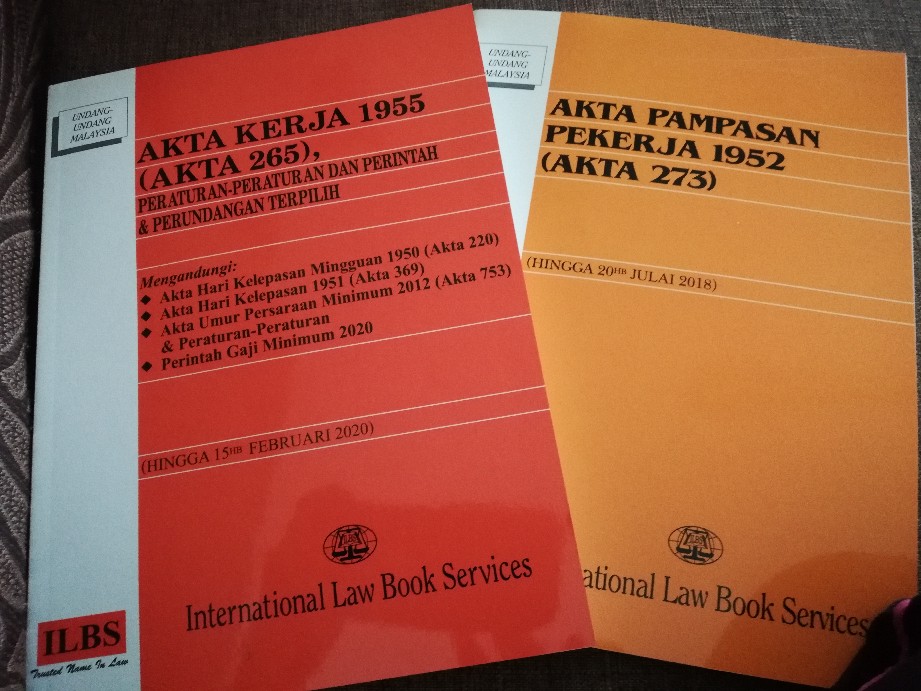 UNDANG-
UNDANG
MALAYSIA
AKTA KERJA 1955
(AKTA 265),
PERATURAN-PERATURAN DAN PERINTAH
& PERUNDANGAN TERPILIH
Mengandungi:
◆ Akta Hari Kelepasan Mingguan 1950 (Akta 220)
◆ Akta Hari Kelepasan 1951 (Akta 369)
◆ Akta Umur Persaraan Minimum 2012 (Akta 753)
& Peraturan-Peraturan
◆ Perintah Gaji Minimum 2020
(HINGGA 15HB FEBRUARI 2020)
International Law Book Services
ILBS
Trusted Name In Law
UNDANG-
UNDANG
MALAYSIA
AKTA PAMPASAN
PEKERJA 1952
(AKTA 273)
(HINGGA 20HB JULAI 2018)
ational Law Book Services